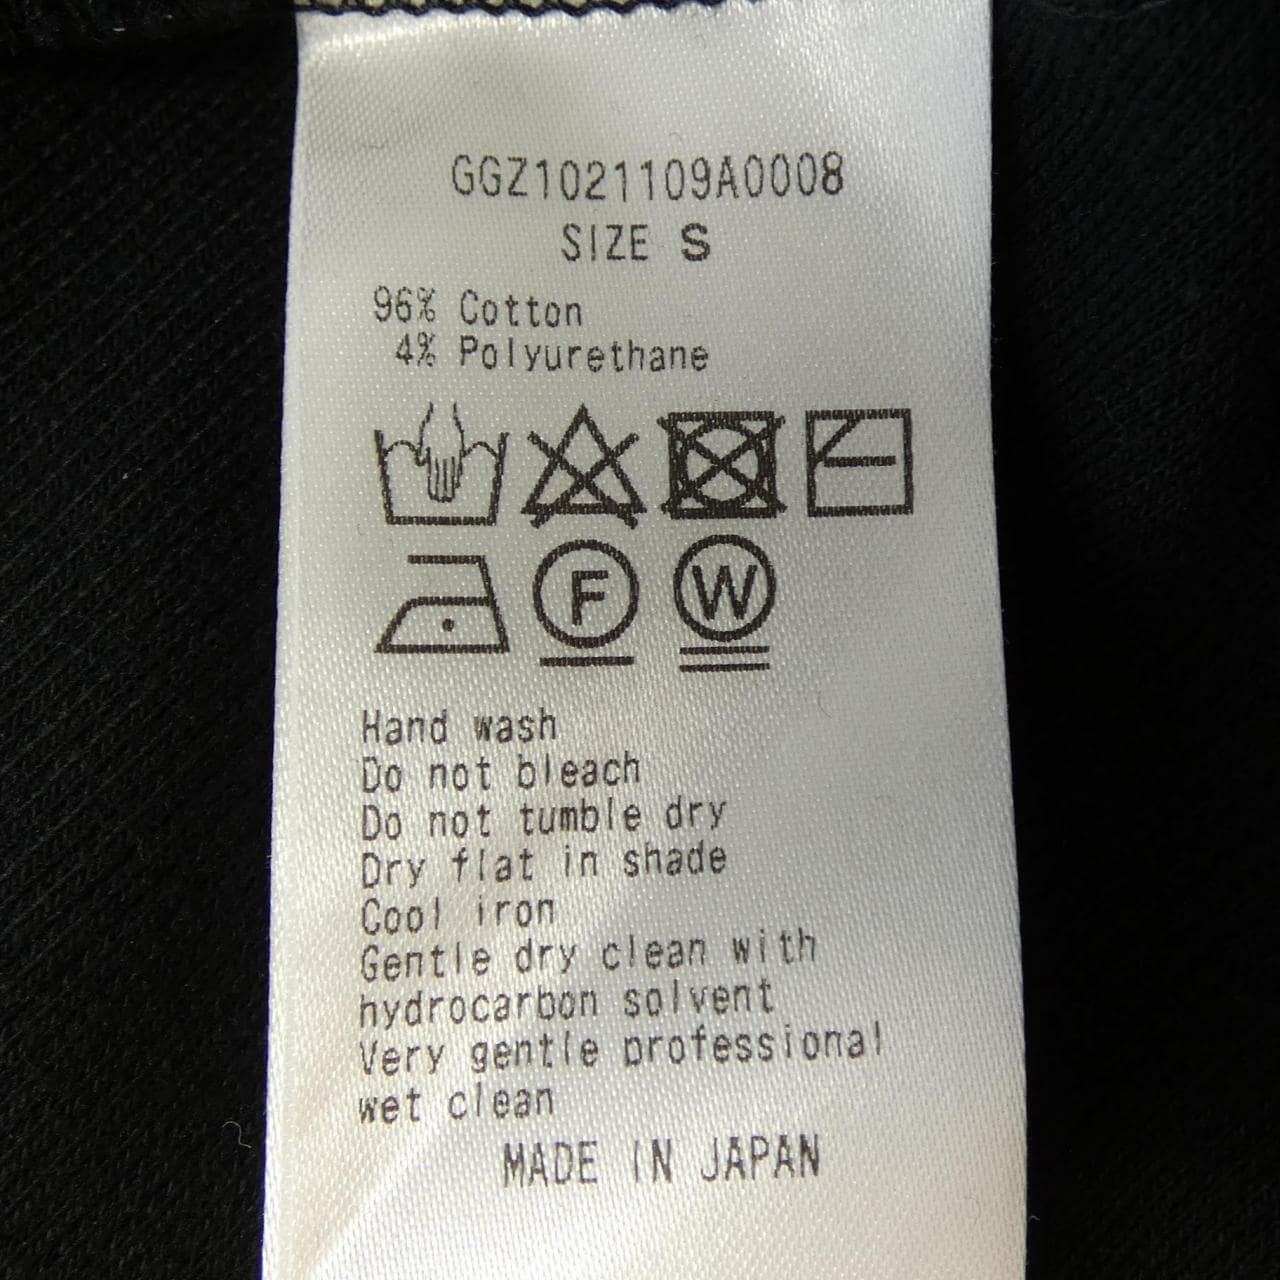 GGZ1021109A0008
SIZE S
96% Cotton
4% Polyurethane
F W
Hand wash
Do not bleach
Do not tumble dry
Dry flat in shade
Cool iron
Gentle dry clean with
hydrocarbon solvent
Very gentle professional
wet clean
MADE IN JAPAN